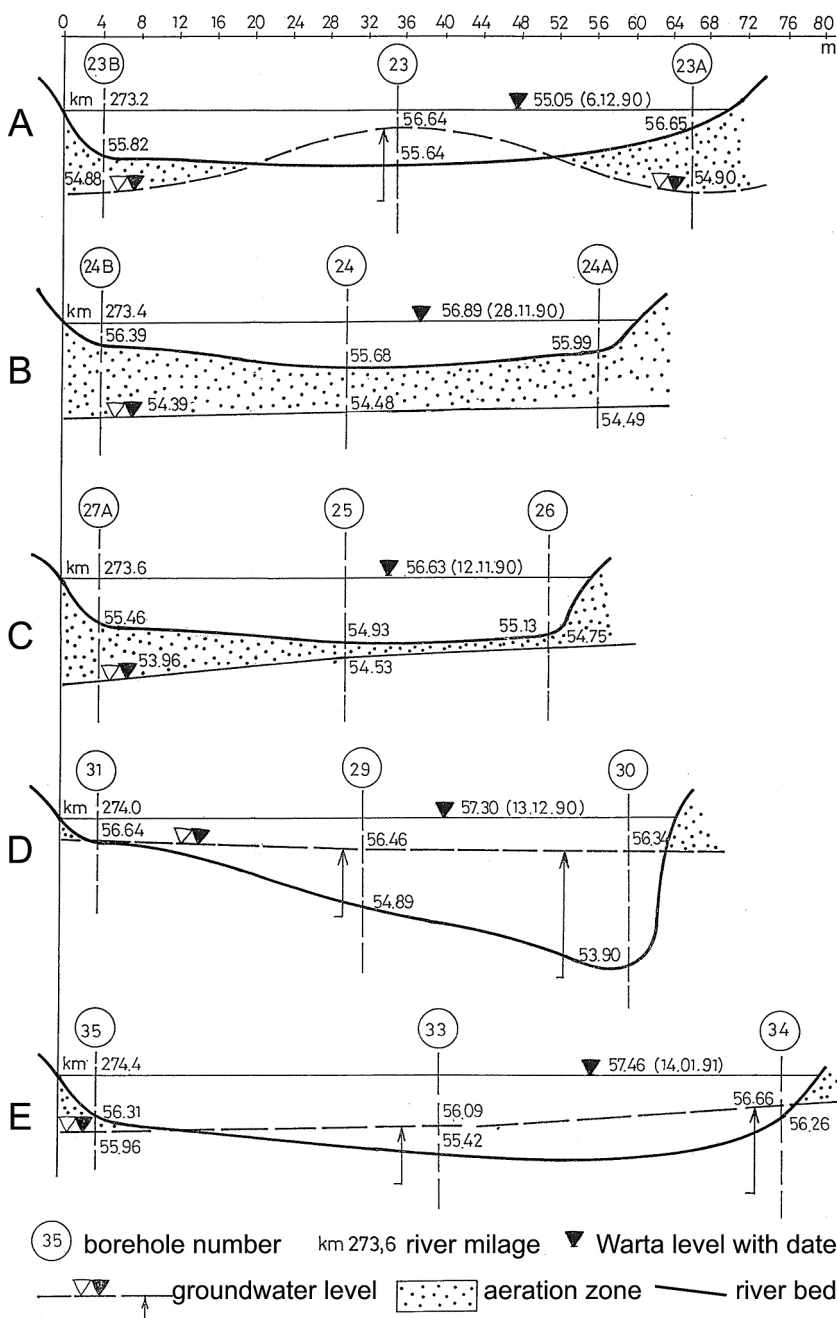 0 4 8 12 16 20 24 28 32 36 40 44 48 52 56 60 64 68 72 76 80
m
23B 23 23A
A
km 273.2 55.05 (6.12.90)
56.64 56.65
55.82 55.64
54.88 54.90
24B 24 24A
B
km 273.4 56.89 (28.11.90)
56.39 55.68 55.99
54.39 54.48 54.49
27A 25 26
C
km 273.6 56.63 (12.11.90)
55.46 54.93 55.13
53.96 54.53 54.75
31 29 30
D
km 274.0 57.30 (13.12.90)
56.64 56.46 56.34
54.89 53.90
35 33 34
E
km 274.4 57.46 (14.01.91)
56.31 56.09 56.66
55.96 55.42 56.26
35 borehole number km 273,6 river milage Warta level with date
groundwater level aeration zone river bed